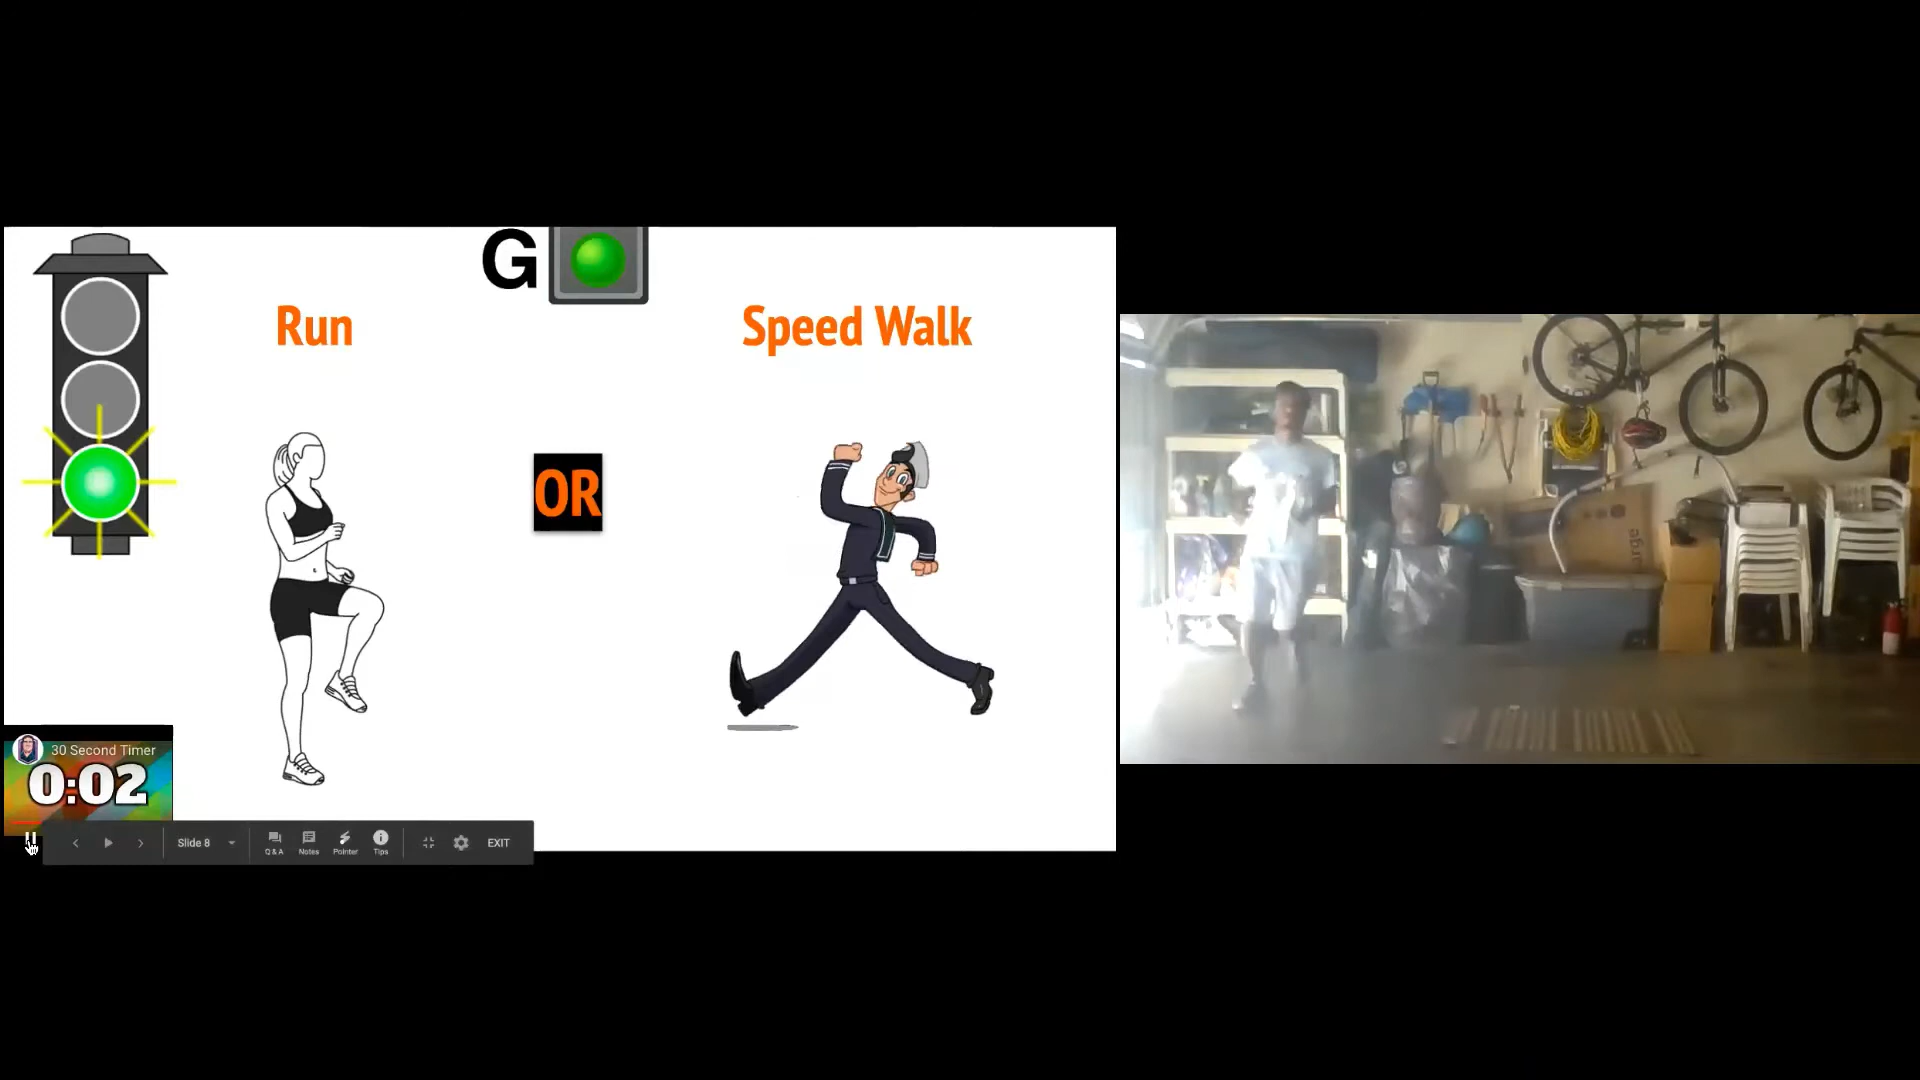 G
Run
Speed Walk
OR
30 Second Timer
0:02
Slide 8
Q&A
Notes
Pointer
Tips
EXIT